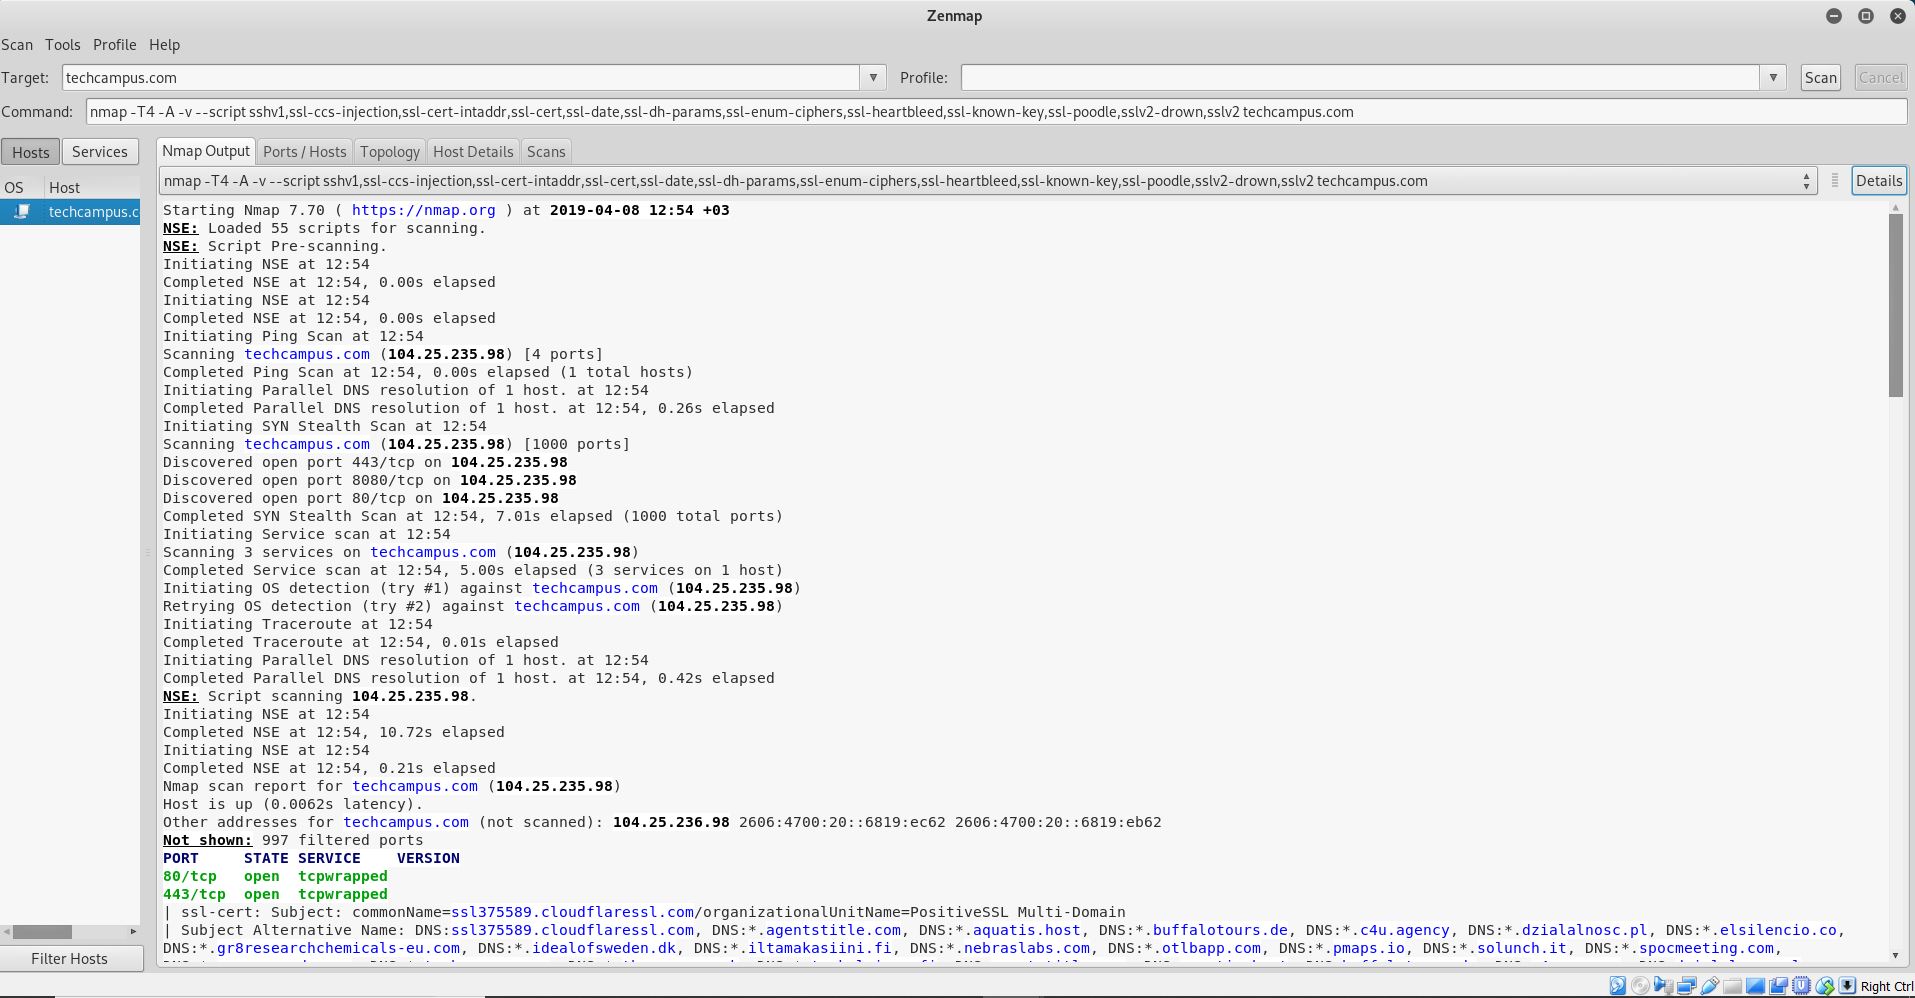 Zenmap
Scan Tools Profile Help
Target: techcampus.com Profile: Scan Cancel
Command: nmap -T4 -A -v --script sshv1,ssl-ccs-injection,ssl-cert-intaddr,ssl-cert,ssl-date,ssl-dh-params,ssl-enum-ciphers,ssl-heartbleed,ssl-known-key,ssl-poodle,sslv2-drown,sslv2 techcampus.com
Hosts Services Nmap Output Ports / Hosts Topology Host Details Scans
OS Host
techcampus.c
nmap -T4 -A -v --script sshv1,ssl-ccs-injection,ssl-cert-intaddr,ssl-cert,ssl-date,ssl-dh-params,ssl-enum-ciphers,ssl-heartbleed,ssl-known-key,ssl-poodle,sslv2-drown,sslv2 techcampus.com Details
Starting Nmap 7.70 ( https://nmap.org ) at 2019-04-08 12:54 +03
NSE: Loaded 55 scripts for scanning.
NSE: Script Pre-scanning.
Initiating NSE at 12:54
Completed NSE at 12:54, 0.00s elapsed
Initiating NSE at 12:54
Completed NSE at 12:54, 0.00s elapsed
Initiating Ping Scan at 12:54
Scanning techcampus.com (104.25.235.98) [4 ports]
Completed Ping Scan at 12:54, 0.00s elapsed (1 total hosts)
Initiating Parallel DNS resolution of 1 host. at 12:54
Completed Parallel DNS resolution of 1 host. at 12:54, 0.26s elapsed
Initiating SYN Stealth Scan at 12:54
Scanning techcampus.com (104.25.235.98) [1000 ports]
Discovered open port 443/tcp on 104.25.235.98
Discovered open port 8080/tcp on 104.25.235.98
Discovered open port 80/tcp on 104.25.235.98
Completed SYN Stealth Scan at 12:54, 7.01s elapsed (1000 total ports)
Initiating Service scan at 12:54
Scanning 3 services on techcampus.com (104.25.235.98)
Completed Service scan at 12:54, 5.00s elapsed (3 services on 1 host)
Initiating OS detection (try #1) against techcampus.com (104.25.235.98)
Retrying OS detection (try #2) against techcampus.com (104.25.235.98)
Initiating Traceroute at 12:54
Completed Traceroute at 12:54, 0.01s elapsed
Initiating Parallel DNS resolution of 1 host. at 12:54
Completed Parallel DNS resolution of 1 host. at 12:54, 0.42s elapsed
NSE: Script scanning 104.25.235.98.
Initiating NSE at 12:54
Completed NSE at 12:54, 10.72s elapsed
Initiating NSE at 12:54
Completed NSE at 12:54, 0.21s elapsed
Nmap scan report for techcampus.com (104.25.235.98)
Host is up (0.0062s latency).
Other addresses for techcampus.com (not scanned): 104.25.236.98 2606:4700:20::6819:ec62 2606:4700:20::6819:eb62
Not shown: 997 filtered ports
PORT STATE SERVICE VERSION
80/tcp open tcpwrapped
443/tcp open tcpwrapped
| ssl-cert: Subject: commonName=ssl375589.cloudflaressl.com/organizationalUnitName=PositiveSSL Multi-Domain
| Subject Alternative Name: DNS:ssl375589.cloudflaressl.com, DNS:*.agentstitle.com, DNS:*.aquatis.host, DNS:*.buffalotours.de, DNS:*.c4u.agency, DNS:*.dzialalnosc.pl, DNS:*.elsilencio.co,
DNS:*.gr8researchchemicals-eu.com, DNS:*.idealofsweden.dk, DNS:*.iltamakasiini.fi, DNS:*.nebraslabs.com, DNS:*.otlbapp.com, DNS:*.pmaps.io, DNS:*.solunch.it, DNS:*.spocmeeting.com,
Filter Hosts
Right Ctrl